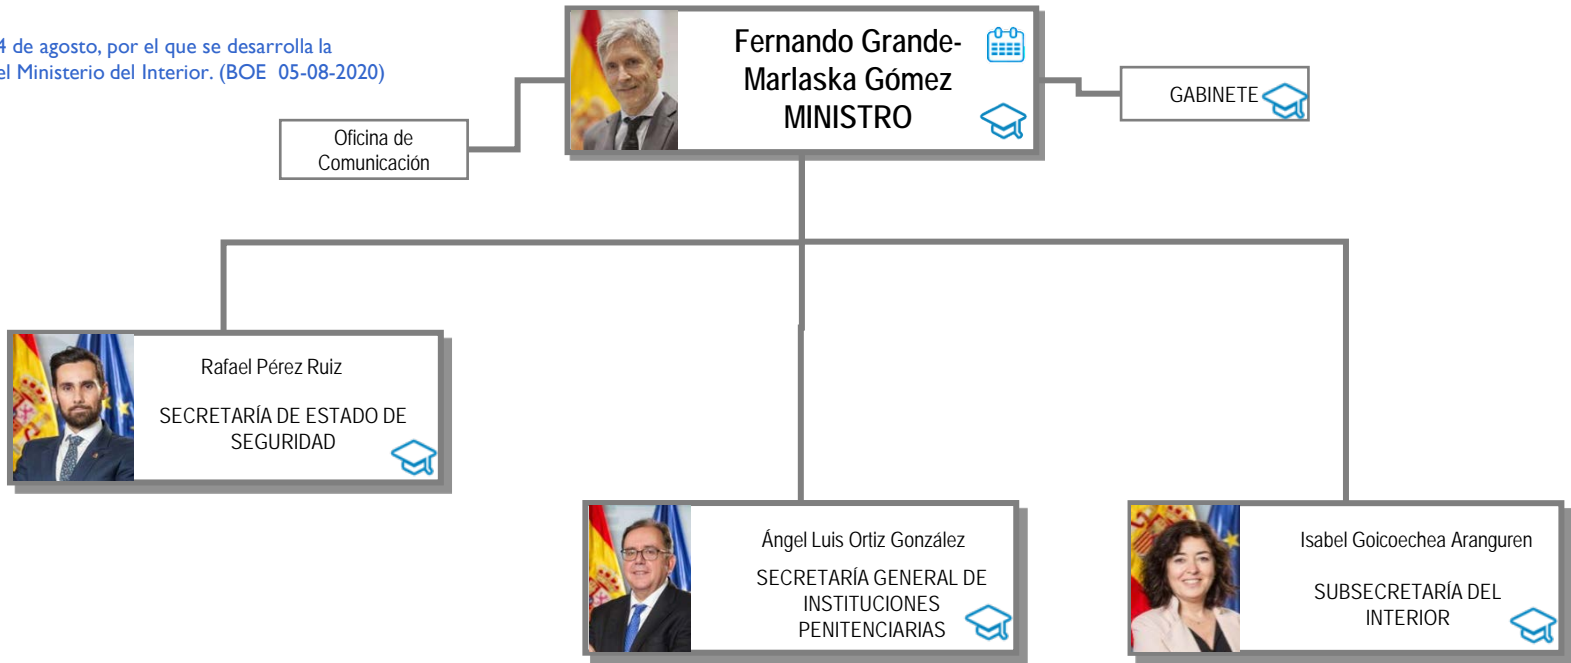 4 de agosto, por el que se desarrolla la
el Ministerio del Interior. (BOE 05-08-2020)
Fernando Grande-
Marlaska Gómez
MINISTRO
GABINETE
Oficina de
Comunicación
Rafael Pérez Ruiz
SECRETARÍA DE ESTADO DE
SEGURIDAD
Ángel Luis Ortiz González
SECRETARÍA GENERAL DE
INSTITUCIONES
PENITENCIARIAS
Isabel Goicoechea Aranguren
SUBSECRETARÍA DEL
INTERIOR